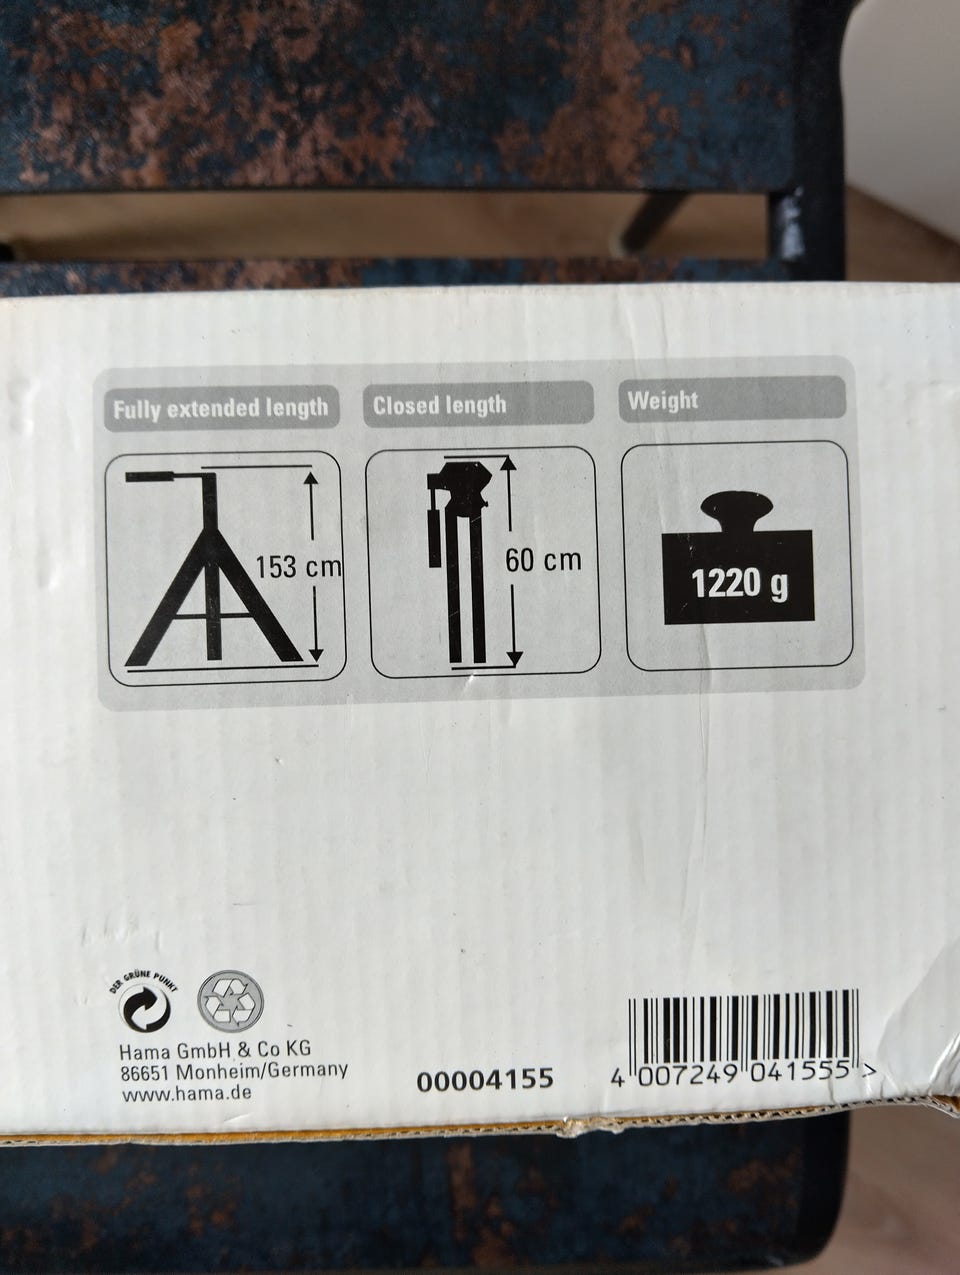 Fully extended length
Closed length
Weight
153 cm
60 cm
1220 g
DER GRÜNE PUNKT
Hama GmbH & Co KG
86651 Monheim/Germany
www.hama.de
00004155
4 007249 041555 >